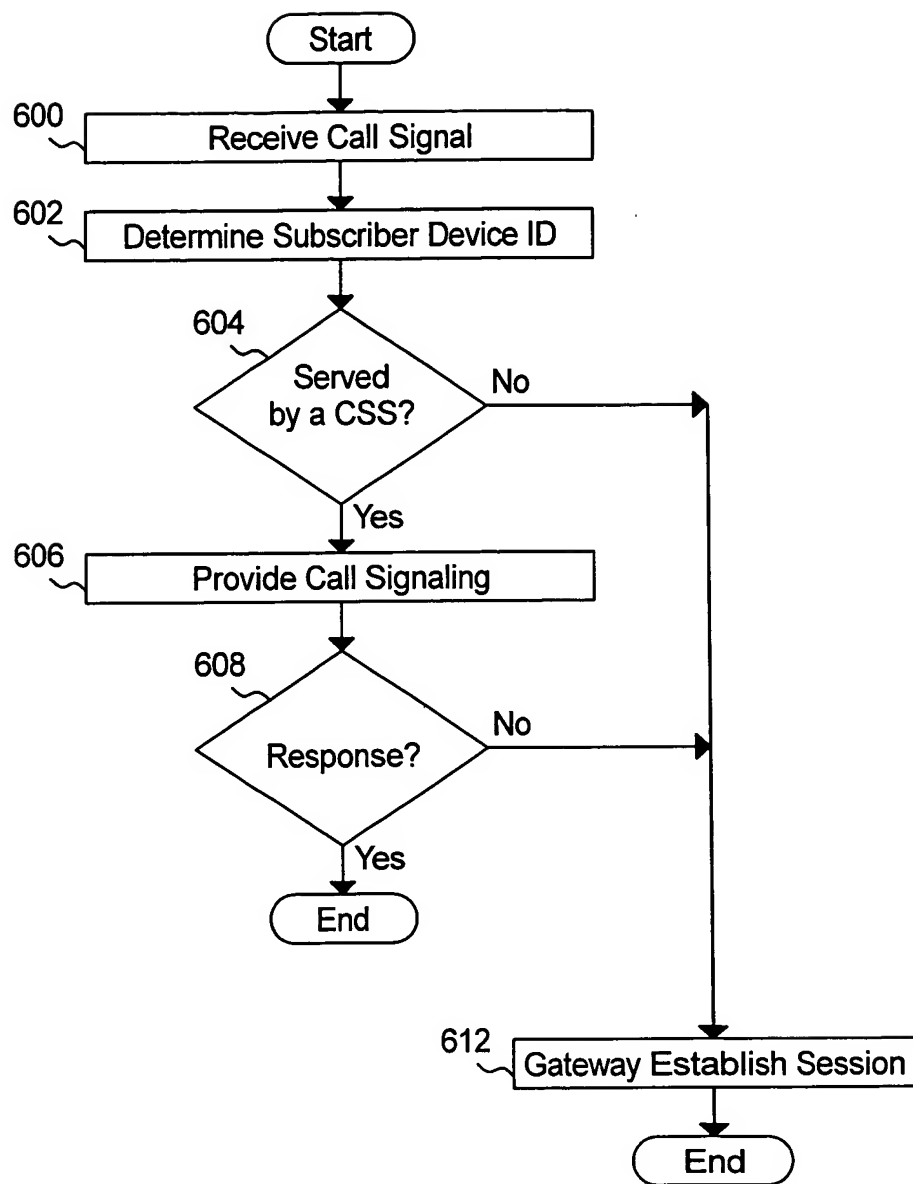 Start
600
Receive Call Signal
602
Determine Subscriber Device ID
604
Served
by a CSS?
No
Yes
606
Provide Call Signaling
608
Response?
No
Yes
End
612
Gateway Establish Session
End